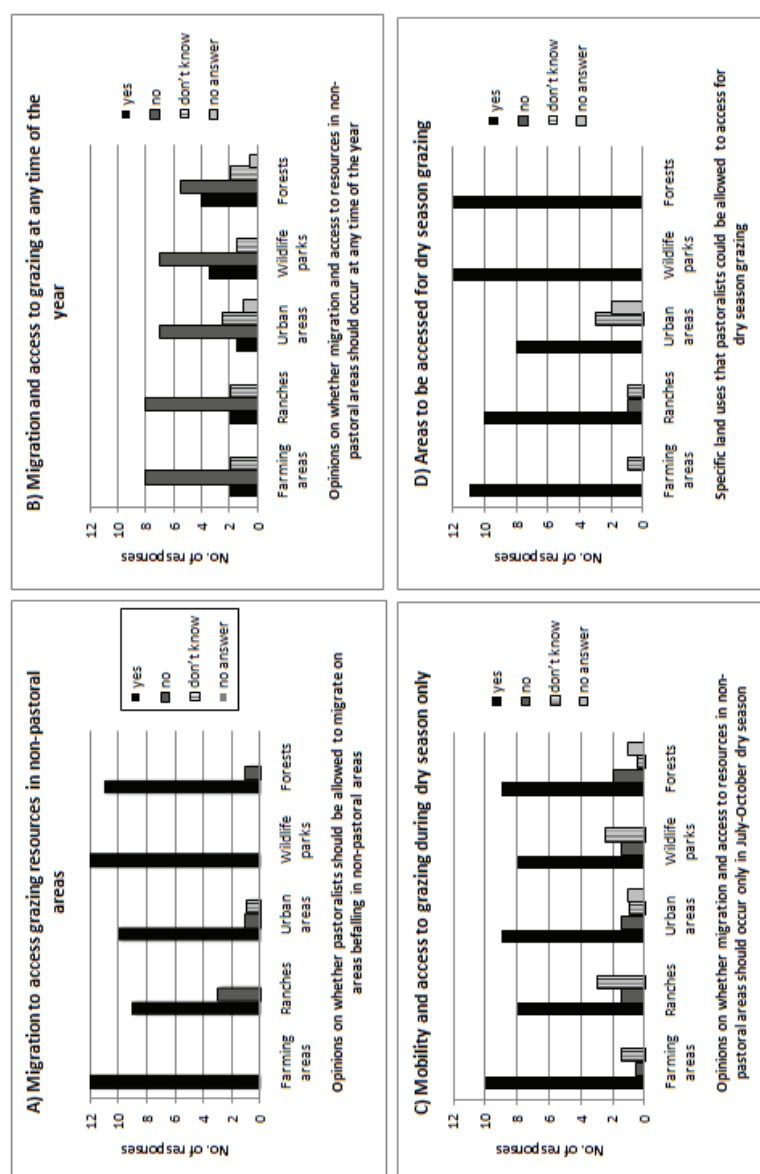 A) Migration to access grazing resources in non-pastoral
areas
12
10
8
6
4
2
0
No. of responses
yes
no
don't know
no answer
Farming
areas
Ranches
Urban
areas
Wildlife
parks
Forests
Opinions on whether pastoralists should be allowed to migrate on
areas befalling in non-pastoral areas
B) Migration and access to grazing at any time of the
year
12
10
8
6
4
2
0
No. of responses
yes
no
don't know
no answer
Farming
areas
Ranches
Urban
areas
Wildlife
parks
Forests
Opinions on whether migration and access to resources in non-
pastoral areas should occur at any time of the year
C) Mobility and access to grazing during dry season only
12
10
8
6
4
2
0
No. of responses
yes
no
don't know
no answer
Farming
areas
Ranches
Urban
areas
Wildlife
parks
Forests
Opinions on whether migration and access to resources in non-
pastoral areas should occur only in July-October dry season
D) Areas to be accessed for dry season grazing
12
10
8
6
4
2
0
No. of responses
yes
no
don't know
no answer
Farming
areas
Ranches
Urban
areas
Wildlife
parks
Forests
Specific land uses that pastoralists could be allowed to access for
dry season grazing